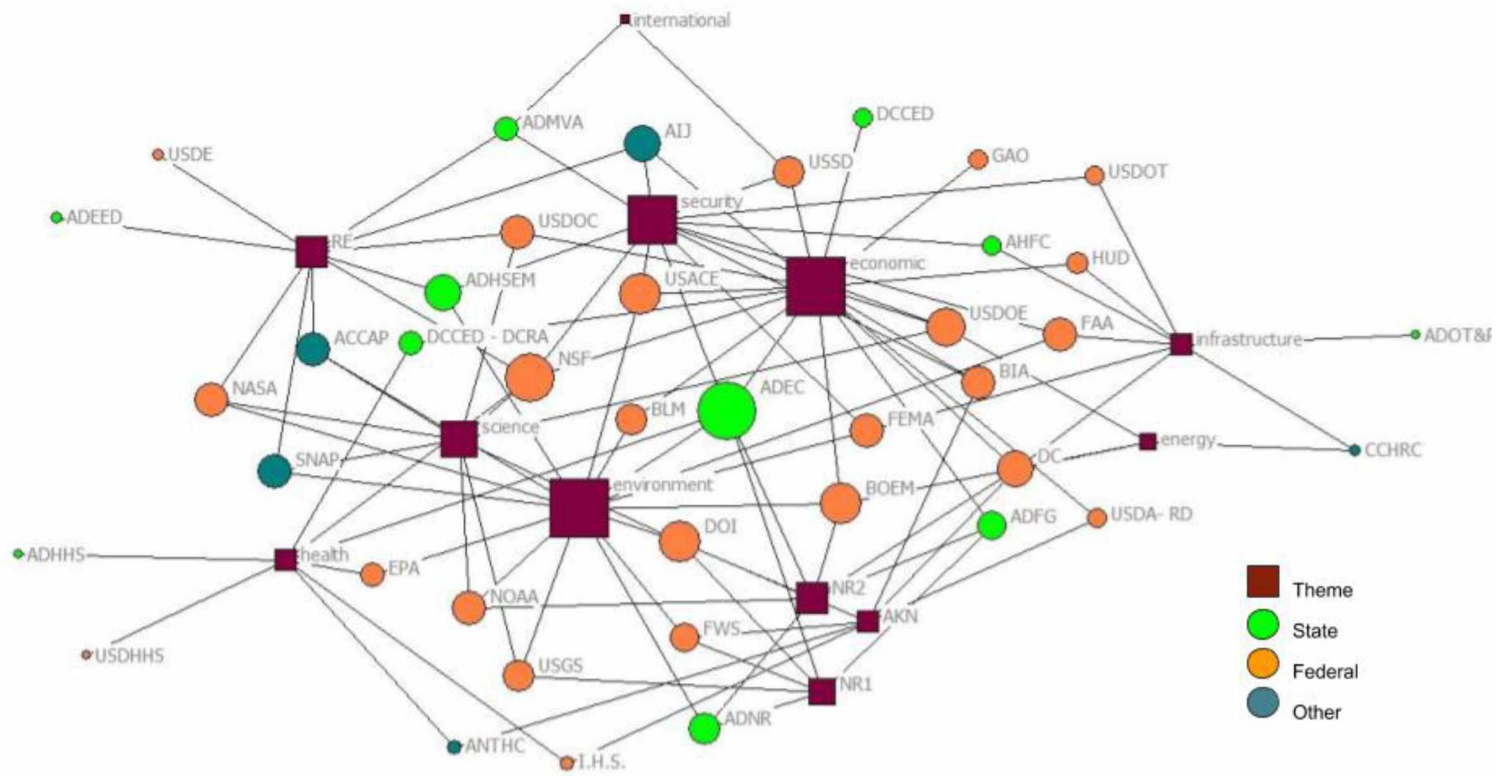 international
DCCED
ADMVA
AIJ
USDE
USSD
GAO
USDOT
security
ADEED
USDOC
RE
AHFC
economic
HUD
ADHSEM
USACE
USDOE
FAA
DCCED - DCRA
ACCAP
infrastructure
ADOT&P
NSF
BIA
NASA
ADEC
BLM
FEMA
science
energy
CCHRC
SNAP
DC
environment
BOEM
ADFG
USDA- RD
DOI
ADHHS
health
EPA
NR2
NOAA
AKN
FWS
USDHHS
USGS
NR1
ADNR
ANTHC
I.H.S.
Theme
State
Federal
Other